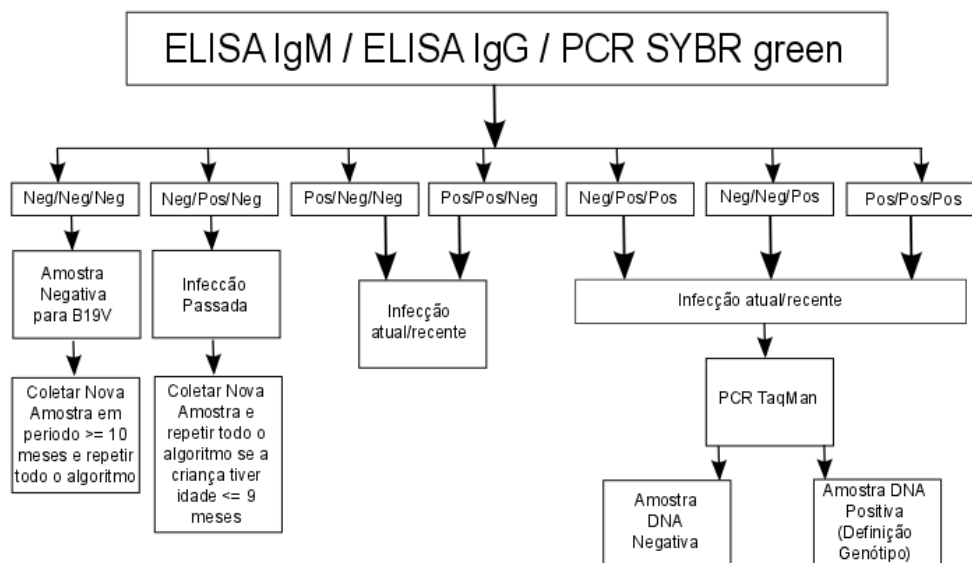 ELISA IgM / ELISA IgG / PCR SYBR green
Neg/Neg/Neg
Neg/Pos/Neg
Pos/Neg/Neg
Pos/Pos/Neg
Neg/Pos/Pos
Neg/Neg/Pos
Pos/Pos/Pos
Amostra
Negativa
para B19V
Infecção
Passada
Infecção
atual/recente
Infecção atual/recente
Coletar Nova
Amostra em
periodo >= 10
meses e repetir
todo o algoritmo
Coletar Nova
Amostra e
repetir todo o
algoritmo se a
criança tiver
idade <= 9
meses
PCR TaqMan
Amostra
DNA
Negativa
Amostra DNA
Positiva
(Definição
Genótipo)